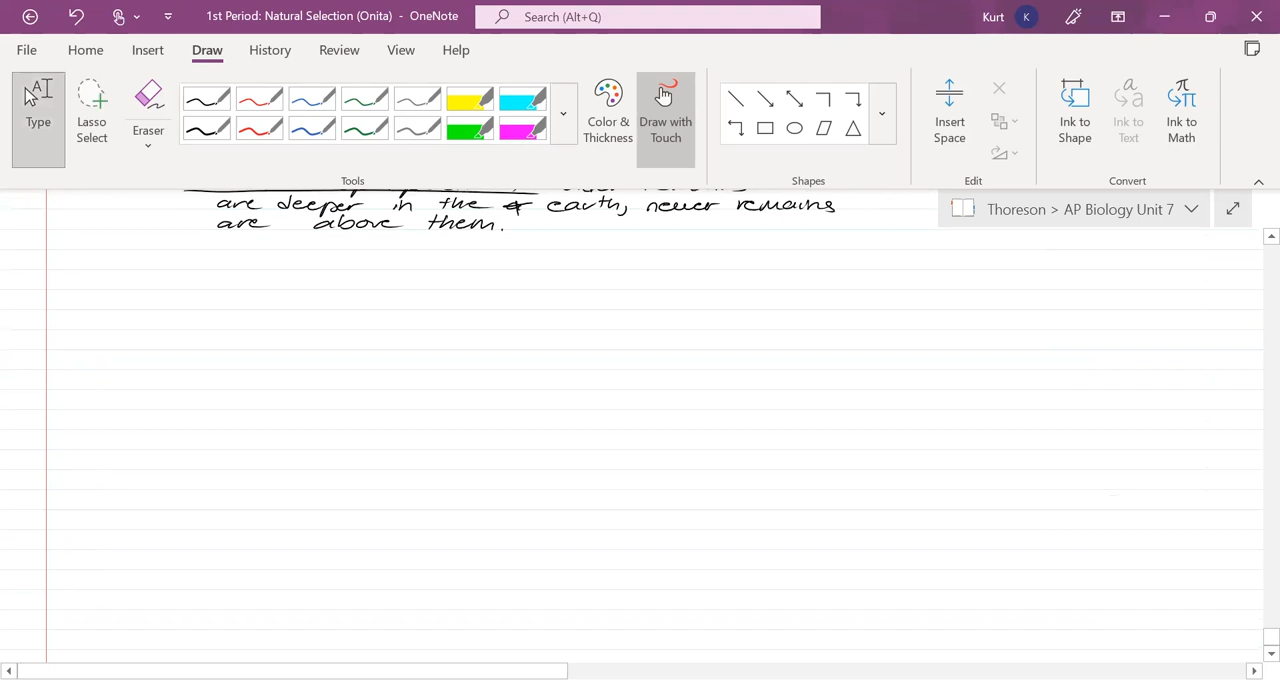 1st Period: Natural Selection (Onita) - OneNote
Search (Alt+Q)
Kurt
K
File
Home
Insert
Draw
History
Review
View
Help
Type
Lasso
Select
Eraser
Color &
Thickness
Draw with
Touch
Insert
Space
Ink to
Shape
Ink to
Text
Ink to
Math
Tools
Shapes
Edit
Convert
Thoreson > AP Biology Unit 7
are deeper in the earth, newer remains
are above them.